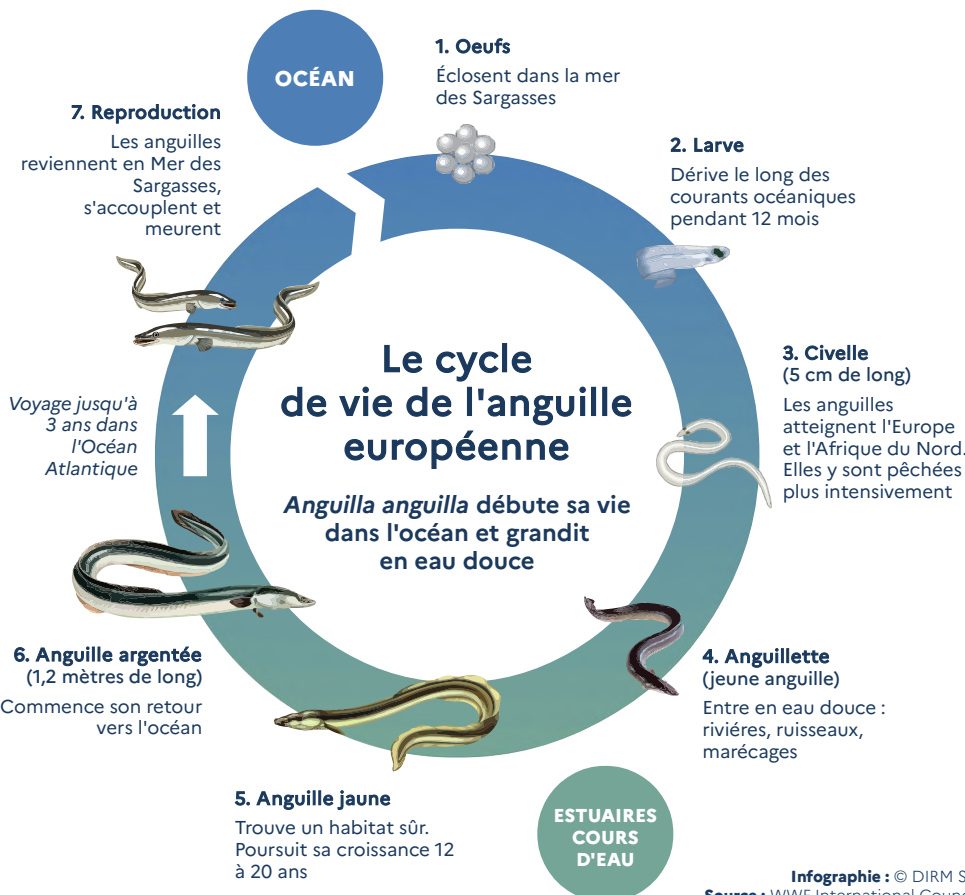 OCÉAN
1. Oeufs
Éclosent dans la mer
des Sargasses
2. Larve
Dérive le long des
courants océaniques
pendant 12 mois
3. Civelle
(5 cm de long)
Les anguilles
atteignent l'Europe
et l'Afrique du Nord.
Elles y sont pêchées
plus intensivement
4. Anguillette
(jeune anguille)
Entre en eau douce :
riviéres, ruisseaux,
marécages
ESTUAIRES
COURS
D'EAU
5. Anguille jaune
Trouve un habitat sûr.
Poursuit sa croissance 12
à 20 ans
6. Anguille argentée
(1,2 mètres de long)
Commence son retour
vers l'océan
Voyage jusqu'à
3 ans dans
l'Océan
Atlantique
7. Reproduction
Les anguilles
reviennent en Mer des
Sargasses,
s'accouplent et
meurent
Le cycle
de vie de l'anguille
européenne
Anguilla anguilla débute sa vie
dans l'océan et grandit
en eau douce
Infographie : © DIRM S
Source : WWF International Coun